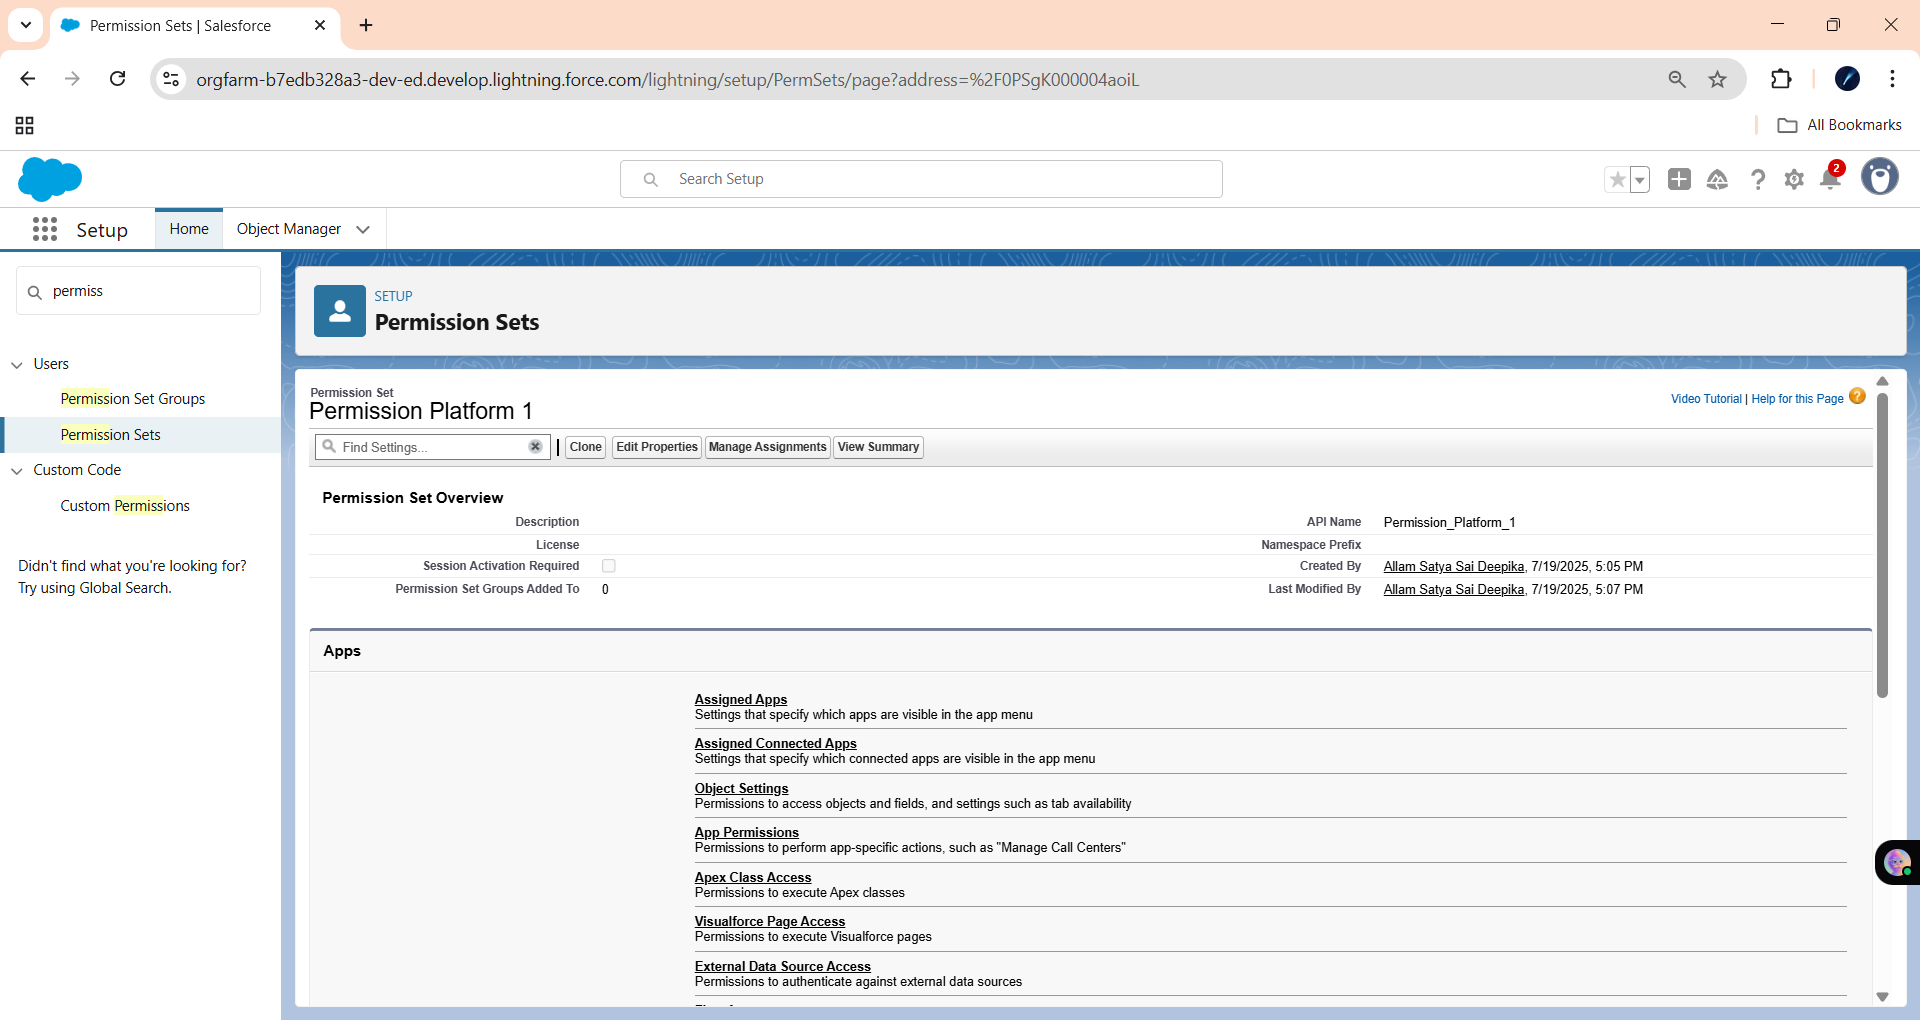 Permission Sets | Salesforce
orgfarm-b7edb328a3-dev-ed.develop.lightning.force.com/lightning/setup/PermSets/page?address=%2F0PSgK000004aoiL
All Bookmarks
Search Setup
2
Setup
Home
Object Manager
permiss
Users
Permission Set Groups
Permission Sets
Custom Code
Custom Permissions
Didn't find what you're looking for?
Try using Global Search.
SETUP
Permission Sets
Permission Set
Permission Platform 1
Video Tutorial | Help for this Page ?
Find Settings...
Clone
Edit Properties
Manage Assignments
View Summary
Permission Set Overview
Description
API Name Permission_Platform_1
License
Namespace Prefix
Session Activation Required
Created By Allam Satya Sai Deepika, 7/19/2025, 5:05 PM
Permission Set Groups Added To 0
Last Modified By Allam Satya Sai Deepika, 7/19/2025, 5:07 PM
Apps
Assigned Apps
Settings that specify which apps are visible in the app menu
Assigned Connected Apps
Settings that specify which connected apps are visible in the app menu
Object Settings
Permissions to access objects and fields, and settings such as tab availability
App Permissions
Permissions to perform app-specific actions, such as "Manage Call Centers"
Apex Class Access
Permissions to execute Apex classes
Visualforce Page Access
Permissions to execute Visualforce pages
External Data Source Access
Permissions to authenticate against external data sources